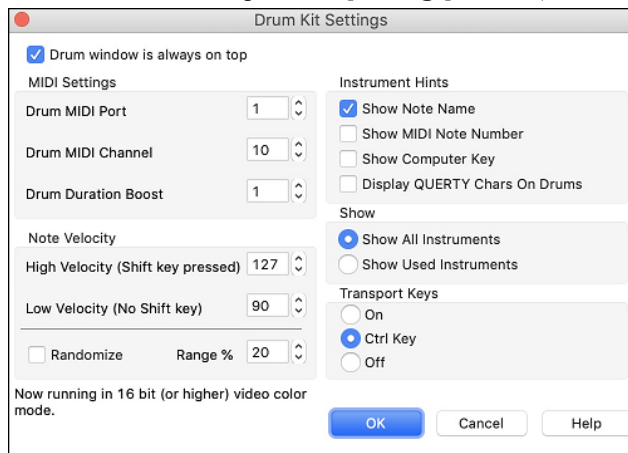 Drum Kit Settings
Drum window is always on top
MIDI Settings
Drum MIDI Port 1
Drum MIDI Channel 10
Drum Duration Boost 1
Note Velocity
High Velocity (Shift key pressed) 127
Low Velocity (No Shift key) 90
Randomize Range % 20
Now running in 16 bit (or higher) video color
mode.
Instrument Hints
Show Note Name
Show MIDI Note Number
Show Computer Key
Display QUERTY Chars On Drums
Show
Show All Instruments
Show Used Instruments
Transport Keys
On
Ctrl Key
Off
OK Cancel Help